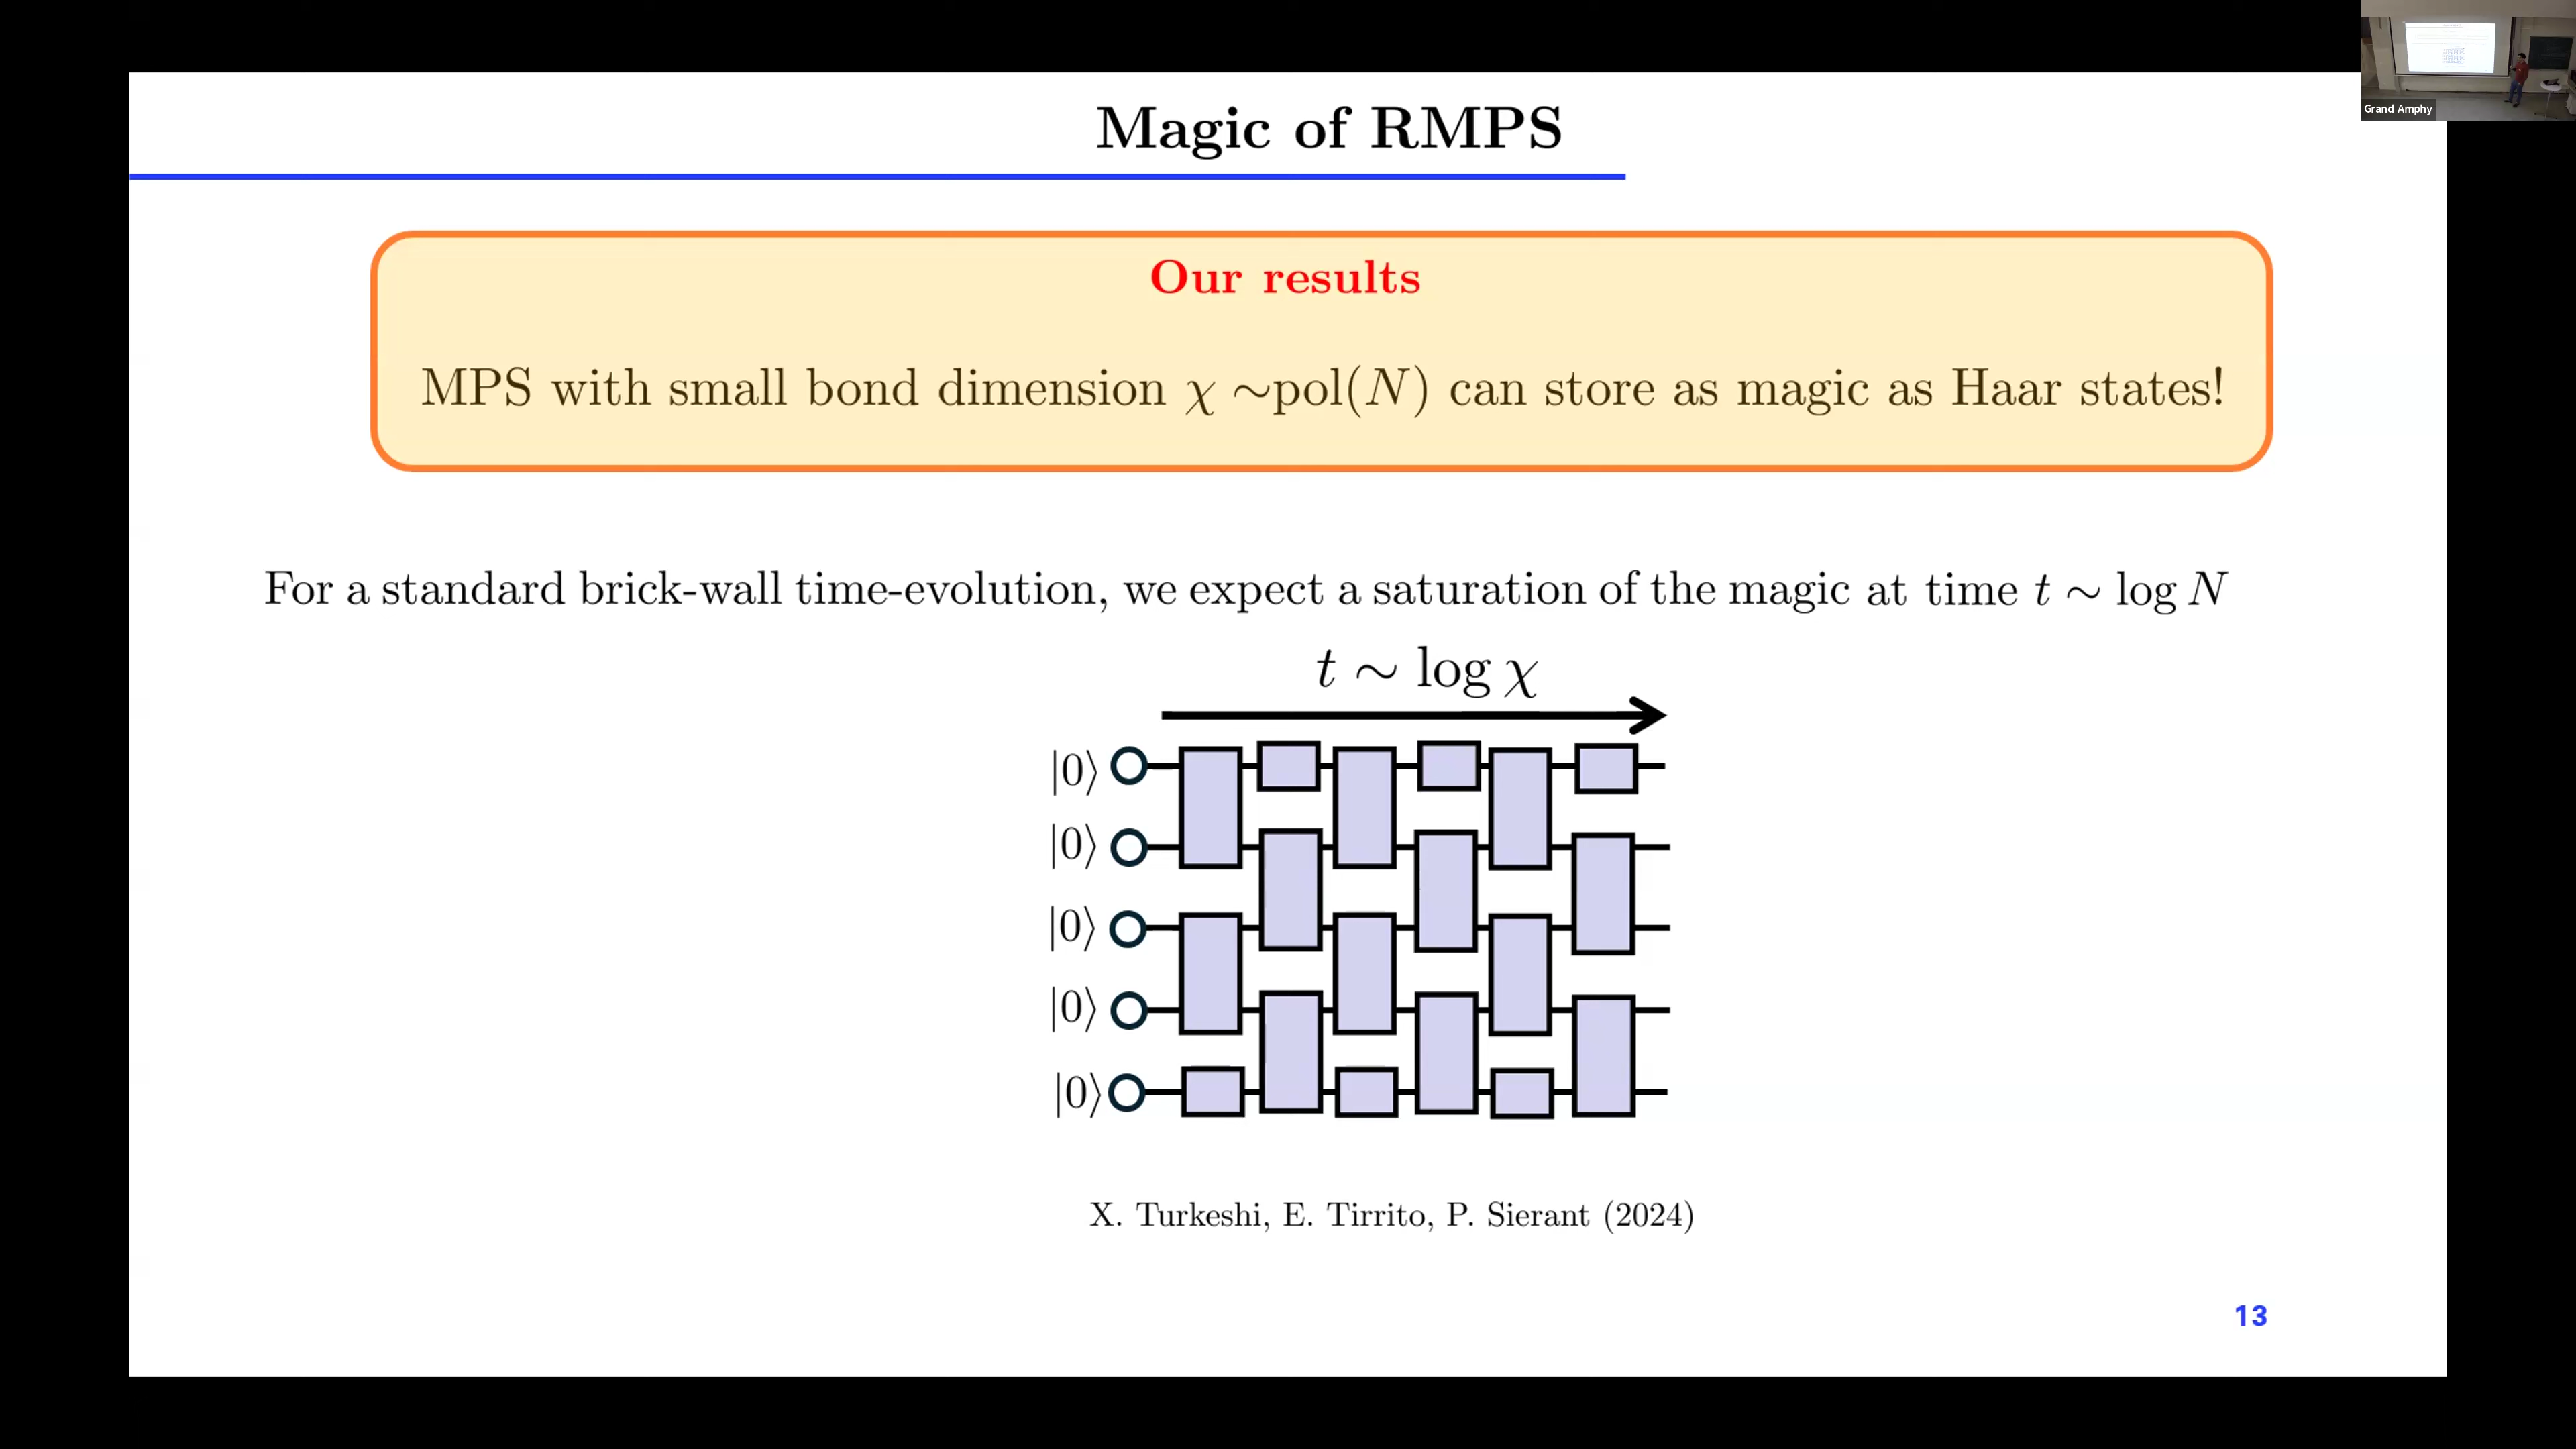 Grand Amphy
Magic of RMPS
Our results
MPS with small bond dimension χ ∼pol(N) can store as magic as Haar states!
For a standard brick-wall time-evolution, we expect a saturation of the magic at time t ∼ log N
t ∼ log χ
|0⟩
|0⟩
|0⟩
|0⟩
|0⟩
X. Turkeshi, E. Tirrito, P. Sierant (2024)
13